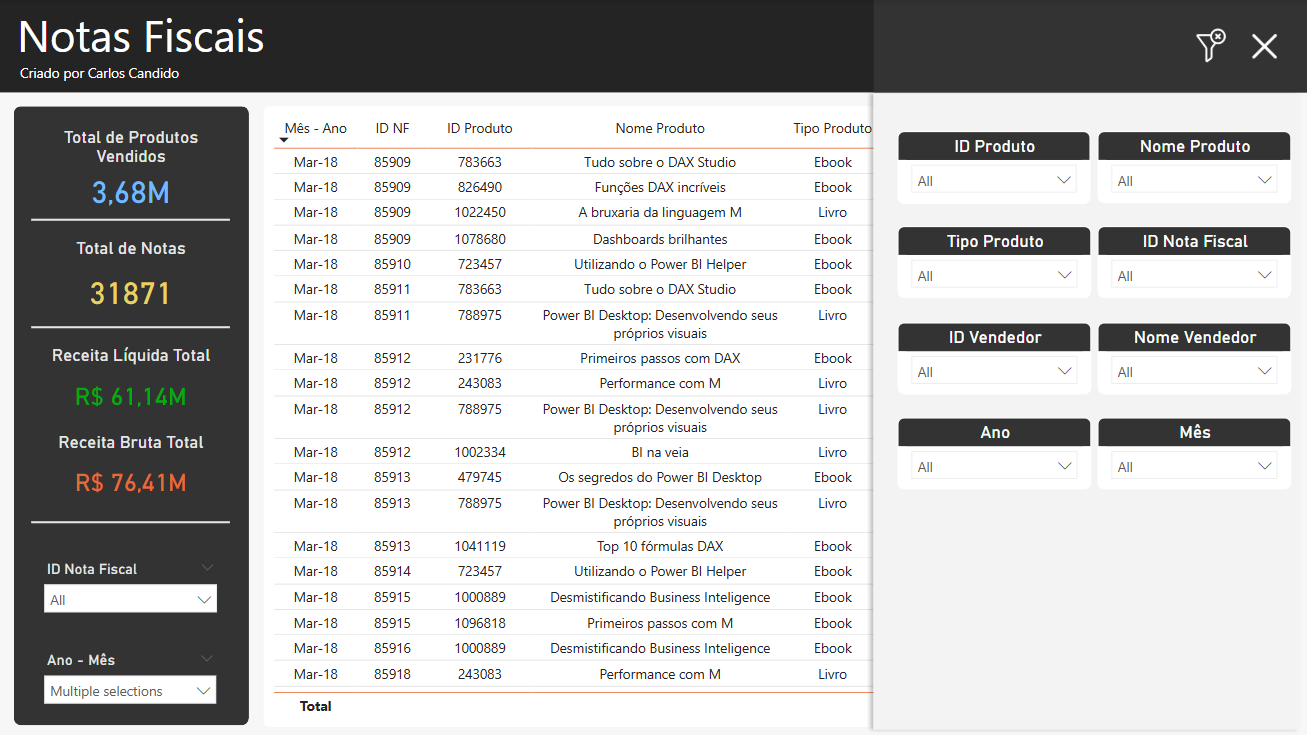 Notas Fiscais
Criado por Carlos Candido
Total de Produtos
Vendidos
3,68M
Total de Notas
31871
Receita Líquida Total
R$ 61,14M
Receita Bruta Total
R$ 76,41M
ID Nota Fiscal
All
Ano - Mês
Multiple selections
Mês - Ano ID NF ID Produto Nome Produto Tipo Produto
Mar-18 85909 783663 Tudo sobre o DAX Studio Ebook
Mar-18 85909 826490 Funções DAX incríveis Ebook
Mar-18 85909 1022450 A bruxaria da linguagem M Livro
Mar-18 85909 1078680 Dashboards brilhantes Ebook
Mar-18 85910 723457 Utilizando o Power BI Helper Ebook
Mar-18 85911 783663 Tudo sobre o DAX Studio Ebook
Mar-18 85911 788975 Power BI Desktop: Desenvolvendo seus Livro
próprios visuais
Mar-18 85912 231776 Primeiros passos com DAX Ebook
Mar-18 85912 243083 Performance com M Livro
Mar-18 85912 788975 Power BI Desktop: Desenvolvendo seus Livro
próprios visuais
Mar-18 85912 1002334 BI na veia Livro
Mar-18 85913 479745 Os segredos do Power BI Desktop Ebook
Mar-18 85913 788975 Power BI Desktop: Desenvolvendo seus Livro
próprios visuais
Mar-18 85913 1041119 Top 10 fórmulas DAX Ebook
Mar-18 85914 723457 Utilizando o Power BI Helper Ebook
Mar-18 85915 1000889 Desmistificando Business Inteligence Ebook
Mar-18 85915 1096818 Primeiros passos com M Ebook
Mar-18 85916 1000889 Desmistificando Business Inteligence Ebook
Mar-18 85918 243083 Performance com M Livro
Total
ID Produto Nome Produto
All All
Tipo Produto ID Nota Fiscal
All All
ID Vendedor Nome Vendedor
All All
Ano Mês
All All